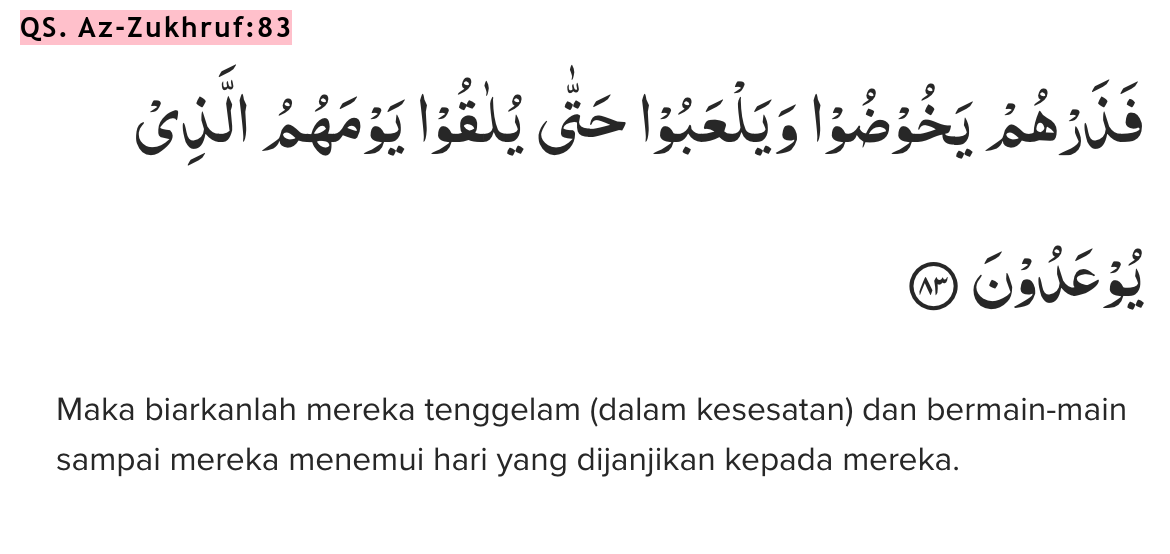 QS. Az-Zukhruf:83
فَذَرْهُمْ يَخُوْضُوْا وَيَلْعَبُوْا حَتّٰى يُلٰقُوْا يَوْمَهُمُ الَّذِيْ
يُوْعَدُوْنَ ۝٨٣
Maka biarkanlah mereka tenggelam (dalam kesesatan) dan bermain-main
sampai mereka menemui hari yang dijanjikan kepada mereka.